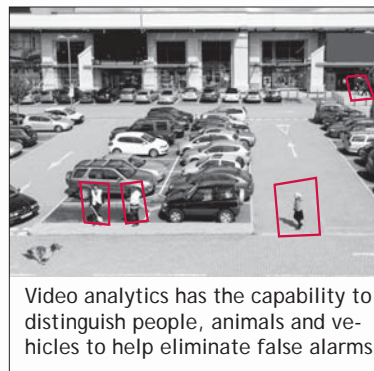 Video analytics has the capability to
distinguish people, animals and ve-
hicles to help eliminate false alarms